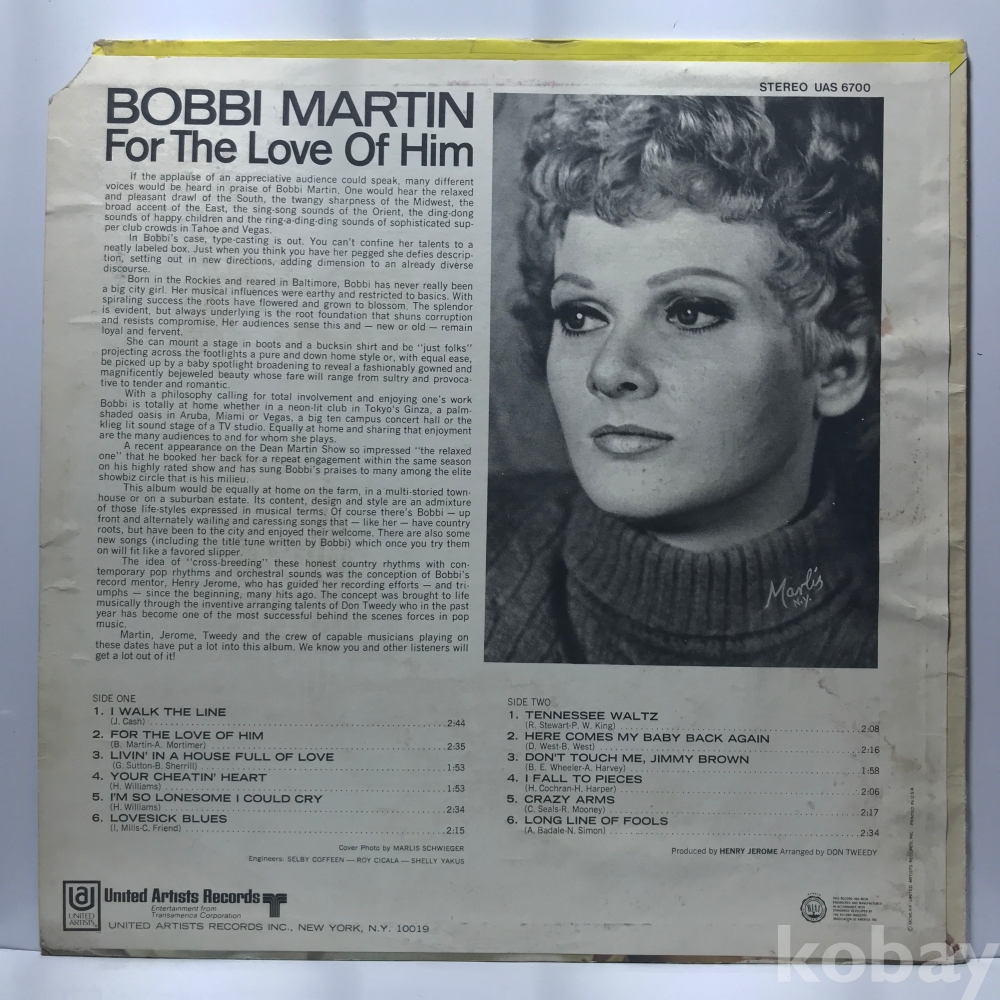 STEREO UAS 6700
BOBBI MARTIN
For The Love Of Him
If the applause of an appreciative audience could speak, many different
voices would be heard in praise of Bobbi Martin. One would hear the relaxed
and pleasant drawl of the South, the twangy sharpness of the Midwest, the
broad accent of the East, the sing-song sounds of the Orient, the ding-dong
sounds of happy children and the ring-a-ding-ding sounds of sophisticated sup-
per club crowds in Tahoe and Vegas.
In Bobbi's case, type-casting is out. You can't confine her talents to a
neatly labeled box. Just when you think you have her pegged she defies descrip-
tion, setting out in new directions, adding dimension to an already diverse
discourse.
Born in the Rockies and reared in Baltimore, Bobbi has never really been
a big city girl. Her musical influences were earthy and restricted to basics. With
spiraling success the roots have flowered and grown to blossom. The splendor
is evident, but always underlying is the root foundation that shuns corruption
and resists compromise. Her audiences sense this and — new or old — remain
loyal and fervent.
She can mount a stage in boots and a bucksin shirt and be "just folks"
projecting across the footlights a pure and down home style or, with equal ease,
be picked up by a baby spotlight broadening to reveal a fashionably gowned and
magnificently bejeweled beauty whose fare will range from sultry and provoca-
tive to tender and romantic.
With a philosophy calling for total involvement and enjoying one's work
Bobbi is totally at home whether in a neon-lit club in Tokyo's Ginza, a palm-
shaded oasis in Aruba, Miami or Vegas, a big ten campus concert hall or the
klieg lit sound stage of a TV studio. Equally at home and sharing that enjoyment
are the many audiences to and for whom she plays.
A recent appearance on the Dean Martin Show so impressed "the relaxed
one" that he booked her back for a repeat engagement within the same season
on his highly rated show and has sung Bobbi's praises to many among the elite
showbiz circle that is his milieu.
This album would be equally at home on the farm, in a multi-storied town-
house or on a suburban estate. Its content, design and style are an admixture
of those life-styles expressed in musical terms. Of course there's Bobbi — up
front and alternately wailing and caressing songs that — like her — have country
roots, but have been to the city and enjoyed their welcome. There are also some
new songs (including the title tune written by Bobbi) which once you try them
on will fit like a favored slipper.
The idea of "cross-breeding" these honest country rhythms with con-
temporary pop rhythms and orchestral sounds was the conception of Bobbi's
record mentor, Henry Jerome, who has guided her recording efforts — and tri-
umphs — since the beginning, many hits ago. The concept was brought to life
musically through the inventive arranging talents of Don Tweedy who in the past
year has become one of the most successful behind the scenes forces in pop
music.
Martin, Jerome, Tweedy and the crew of capable musicians playing on
these dates have put a lot into this album. We know you and other listeners will
get a lot out of it!
Marlis
N.Y.
SIDE ONE
1. I WALK THE LINE
(J. Cash) 2:44
2. FOR THE LOVE OF HIM
(B. Martin-A. Mortimer) 2:35
3. LIVIN' IN A HOUSE FULL OF LOVE
(G. Sutton-B. Sherrill) 1:53
4. YOUR CHEATIN' HEART
(H. Williams) 1:53
5. I'M SO LONESOME I COULD CRY
(H. Williams) 2:34
6. LOVESICK BLUES
(I. Mills-C. Friend) 2:15
Cover Photo by MARLIS SCHWIEGER
Engineers: SELBY COFFEEN — ROY CICALA — SHELLY YAKUS
SIDE TWO
1. TENNESSEE WALTZ
(R. Stewart-P. W. King) 2:08
2. HERE COMES MY BABY BACK AGAIN
(D. West-B. West) 2:16
3. DON'T TOUCH ME, JIMMY BROWN
(B. E. Wheeler-A. Harvey) 1:58
4. I FALL TO PIECES
(H. Cochran-H. Harper) 2:06
5. CRAZY ARMS
(C. Seals-R. Mooney) 2:17
6. LONG LINE OF FOOLS
(A. Badale-N. Simon) 2:34
Produced by HENRY JEROME Arranged by DON TWEEDY
UA
UNITED
ARTISTS
United Artists Records
Entertainment from
Transamerica Corporation
UNITED ARTISTS RECORDS INC., NEW YORK, N.Y. 10019
RIAA
UNITED ARTISTS RECORDS, INC. PRINTED IN U.S.A.
kobay